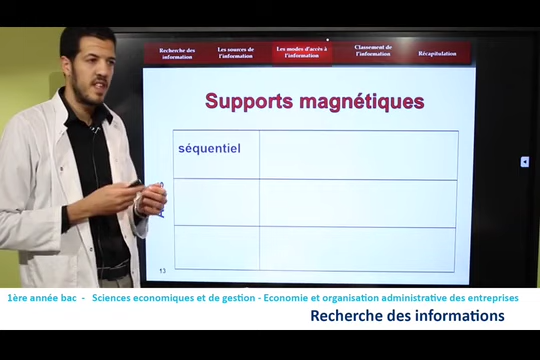 Recherche des information
Les sources de l'information
Les modes d'accès à l'information
Classement de l'information
Récapitulation
Supports magnétiques
séquentiel
13
1ère année bac - Sciences economiques et de gestion - Economie et organisation administrative des entreprises
Recherche des informations